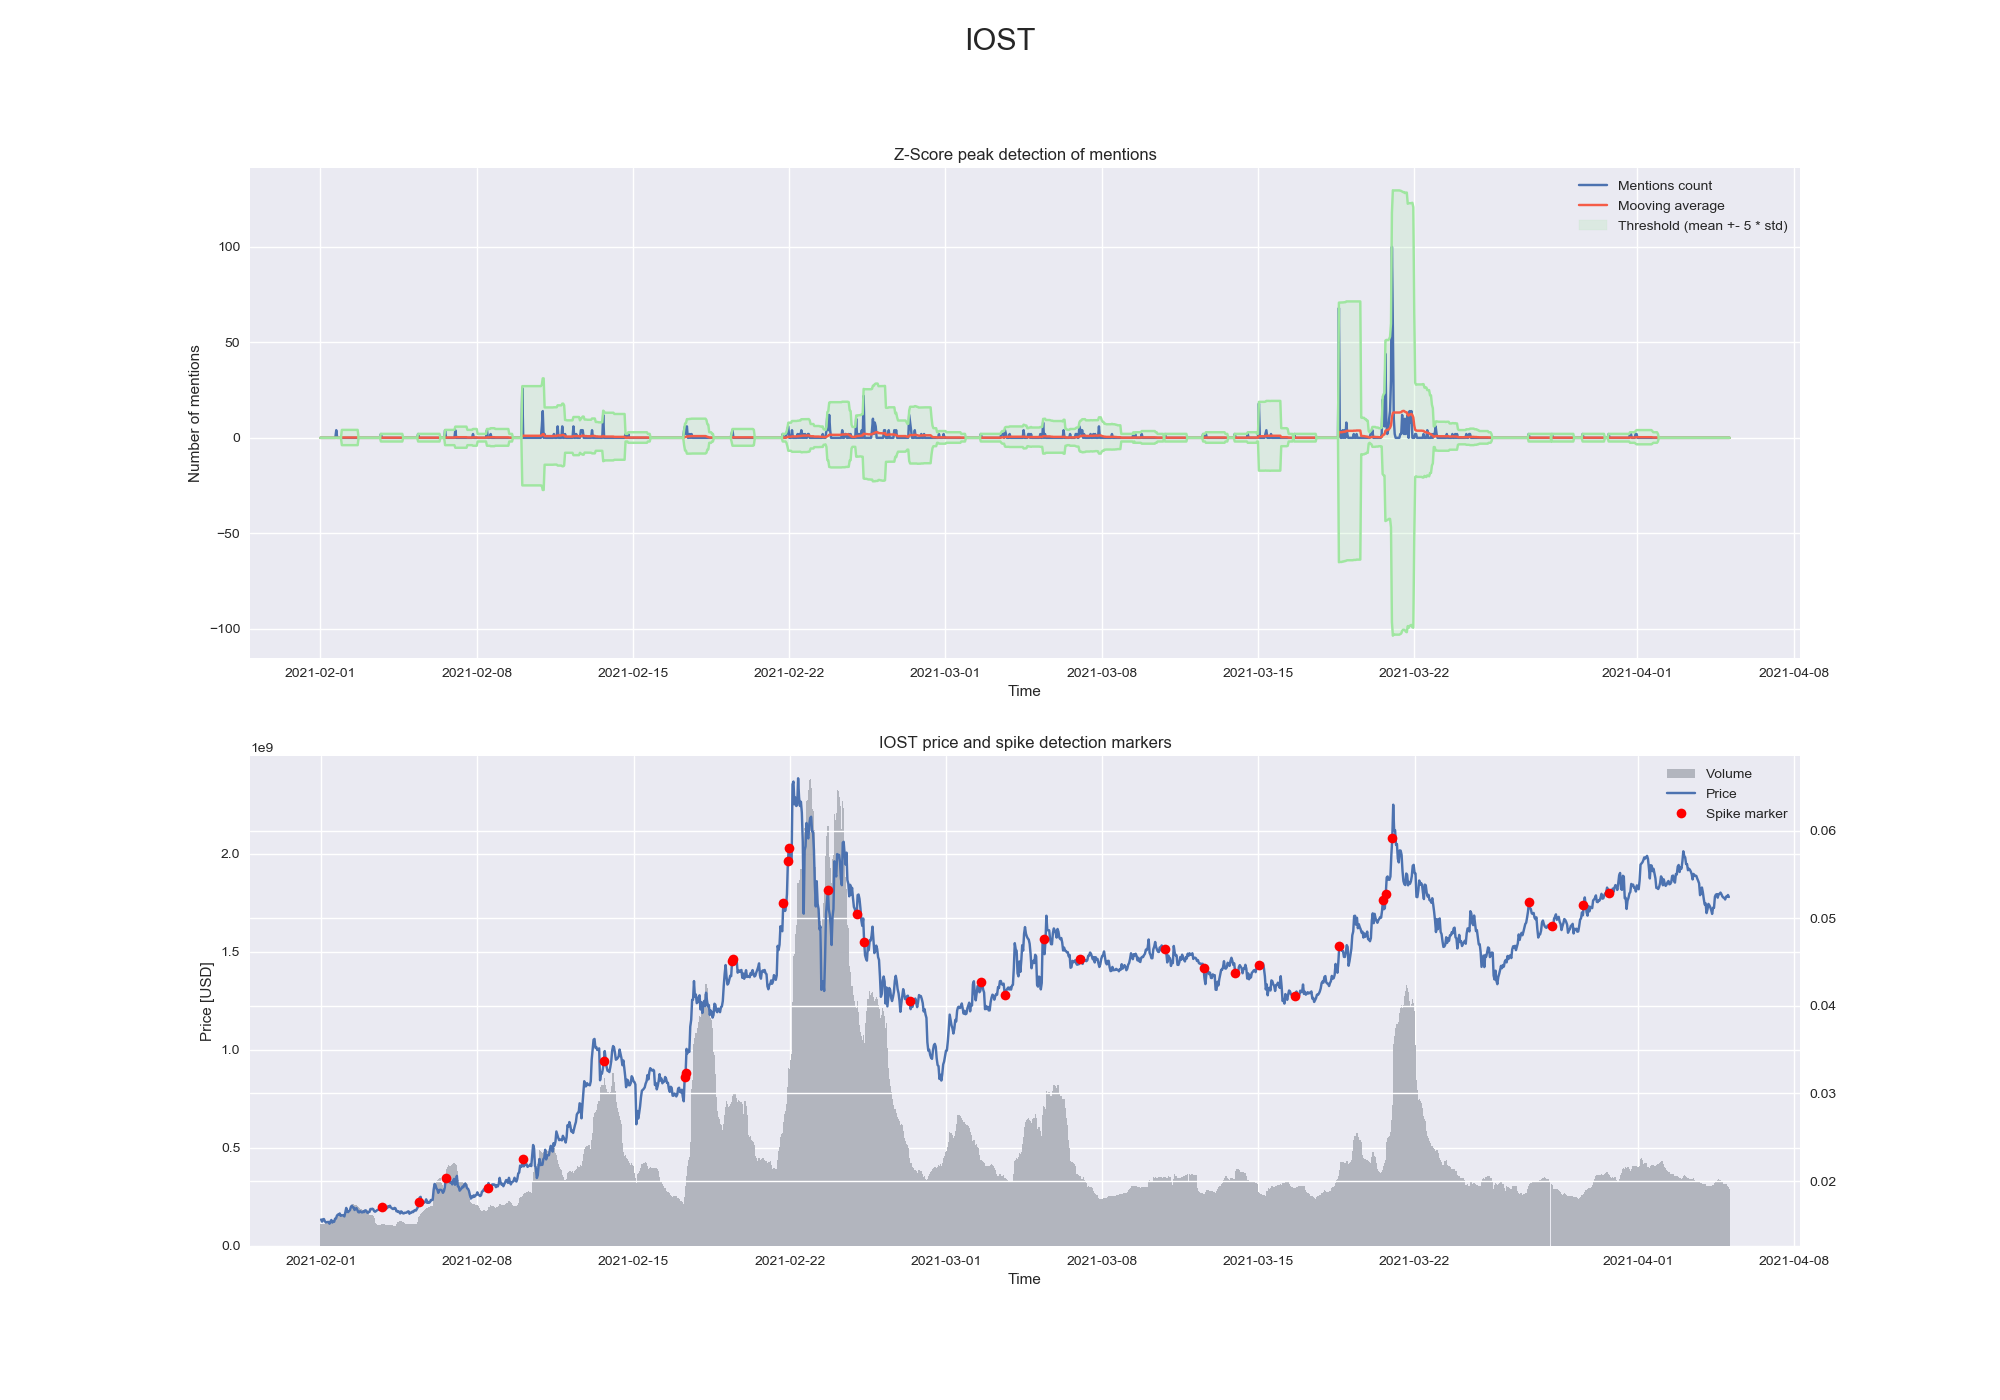 IOST
Z-Score peak detection of mentions
Mentions count
Mooving average
Threshold (mean +- 5 * std)
Number of mentions
100
50
0
−50
−100
2021-02-01 2021-02-08 2021-02-15 2021-02-22 2021-03-01 2021-03-08 2021-03-15 2021-03-22 2021-04-01 2021-04-08
Time
IOST price and spike detection markers
1e9
Volume
Price
Spike marker
Price [USD]
2.0
1.5
1.0
0.5
0.0
0.06
0.05
0.04
0.03
0.02
2021-02-01 2021-02-08 2021-02-15 2021-02-22 2021-03-01 2021-03-08 2021-03-15 2021-03-22 2021-04-01 2021-04-08
Time